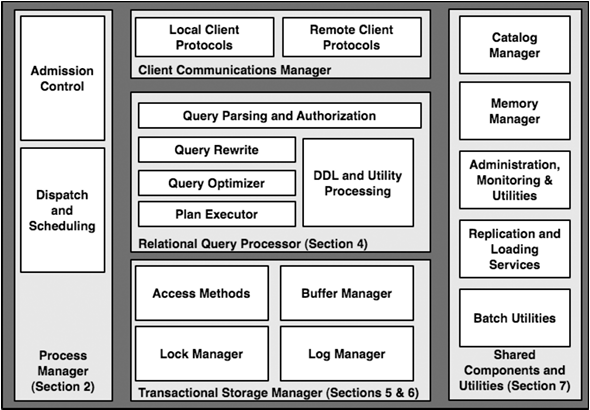 Admission
Control
Dispatch
and
Scheduling
Process
Manager
(Section 2)
Local Client
Protocols
Remote Client
Protocols
Client Communications Manager
Query Parsing and Authorization
Query Rewrite
Query Optimizer
Plan Executor
DDL and Utility
Processing
Relational Query Processor (Section 4)
Access Methods
Buffer Manager
Lock Manager
Log Manager
Transactional Storage Manager (Sections 5 & 6)
Catalog
Manager
Memory
Manager
Administration,
Monitoring &
Utilities
Replication and
Loading
Services
Batch Utilities
Shared
Components and
Utilities (Section 7)